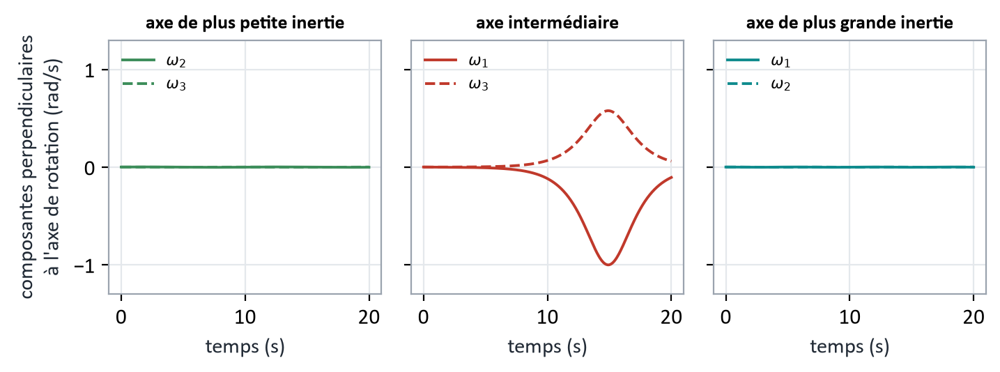 axe de plus petite inertie
axe intermédiaire
axe de plus grande inertie
composantes perpendiculaires
à l'axe de rotation (rad/s)
1
0
−1
ω₂
ω₃
0
10
20
temps (s)
ω₁
ω₃
0
10
20
temps (s)
ω₁
ω₂
0
10
20
temps (s)